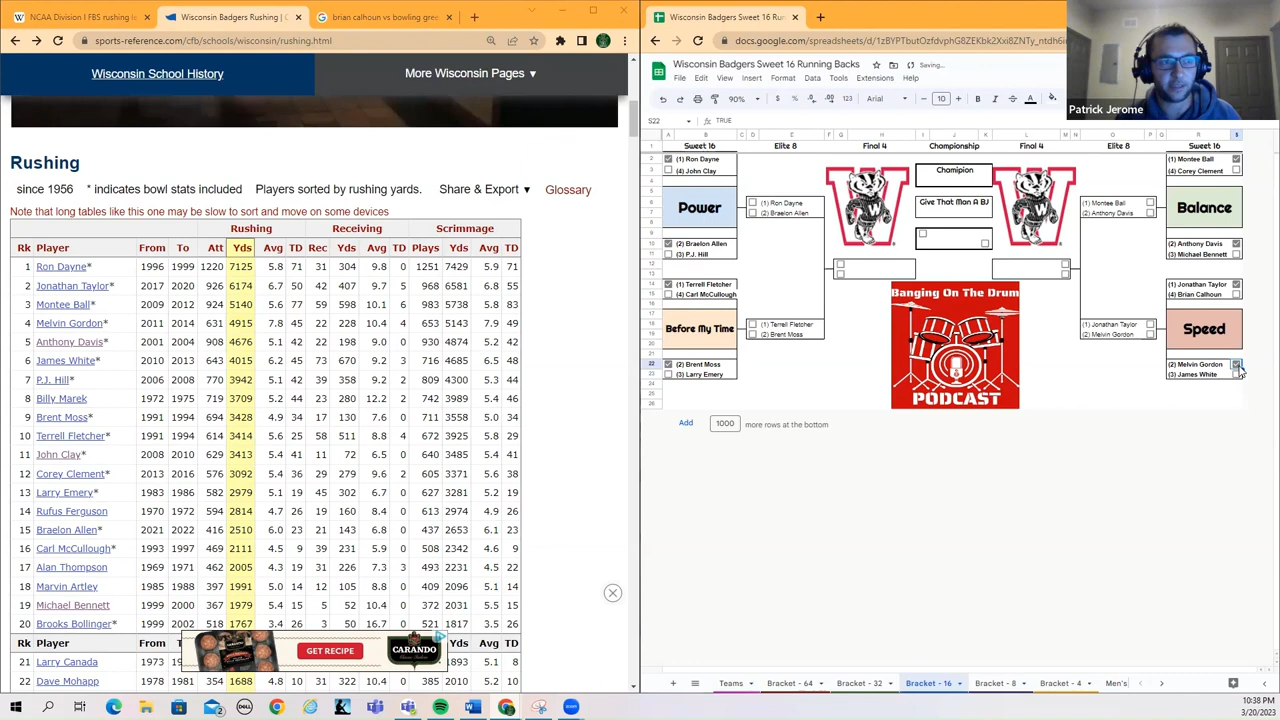 NCAA Division I FBS rushing le
Wisconsin Badgers Rushing | C
brian calhoun vs bowling gree
sports-reference.com/cfb/schools/wisconsin/rushing.html
Wisconsin School History
More Wisconsin Pages ▼
Rushing
since 1956 * indicates bowl stats included Players sorted by rushing yards. Share & Export ▼ Glossary
Note that long tables like this one may be slow to sort and move on some devices
Rushing Receiving Scrimmage
Rk Player From To Att Yds Avg TD Rec Yds Avg TD Plays Yds Avg TD
1 Ron Dayne* 1996 1999 1220 7125 5.8 71 31 304 9.8 0 1251 7429 5.9 71
2 Jonathan Taylor* 2017 2020 926 6174 6.7 50 42 407 9.7 5 968 6581 6.8 55
3 Montee Ball* 2009 2012 924 5140 5.6 77 59 598 10.1 6 983 5738 5.8 83
4 Melvin Gordon* 2011 2014 631 4915 7.8 45 22 228 10.4 4 653 5143 7.9 49
5 Anthony Davis* 2001 2004 908 4676 5.1 42 22 198 9.0 0 930 4874 5.2 42
6 James White* 2010 2013 643 4015 6.2 45 73 670 9.2 3 716 4685 6.5 48
7 P.J. Hill* 2006 2008 770 3942 5.1 42 39 358 9.2 2 809 4300 5.3 44
8 Billy Marek 1972 1975 719 3709 5.2 44 23 280 12.2 2 742 3989 5.4 46
9 Brent Moss* 1991 1994 694 3428 4.9 34 17 130 7.6 0 711 3558 5.0 34
10 Terrell Fletcher* 1991 1994 614 3414 5.6 25 58 511 8.8 4 672 3925 5.8 29
11 John Clay* 2008 2010 629 3413 5.4 41 11 72 6.5 0 640 3485 5.4 41
12 Corey Clement* 2013 2016 576 3092 5.4 36 29 279 9.6 2 605 3371 5.6 38
13 Larry Emery* 1983 1986 582 2979 5.1 19 45 302 6.7 0 627 3281 5.2 19
14 Rufus Ferguson 1970 1972 594 2814 4.7 26 19 160 8.4 0 613 2974 4.9 26
15 Braelon Allen* 2021 2022 416 2510 6.0 23 21 143 6.8 0 437 2653 6.1 23
16 Carl McCullough* 1993 1997 469 2111 4.5 9 39 231 5.9 0 508 2342 4.6 9
17 Alan Thompson 1969 1971 462 2005 4.3 19 31 226 7.3 3 493 2231 4.5 22
18 Marvin Artley 1985 1988 397 1991 5.0 14 11 105 8.8 0 409 2096 5.1 14
19 Michael Bennett 1999 2000 367 1979 5.4 15 5 52 10.4 0 372 2031 5.5 15
20 Brooks Bollinger* 1999 2002 518 1767 3.4 26 3 50 16.7 0 521 1817 3.5 26
Rk Player From Yds Avg TD
21 Larry Canada 1973 1893 5.1 8
22 Dave Mohapp 1978 1981 354 1688 4.8 10 31 322 10.4 0 385 2010 5.2 10
GET RECIPE
CARANDO
Wisconsin Badgers Sweet 16 Run
docs.google.com/spreadsheets/d/1zBYPTbutOzfdvphG8ZEKbk2Xxi8ZNTy_ntdh6i
Wisconsin Badgers Sweet 16 Running Backs
Saving...
File Edit View Insert Format Data Tools Extensions Help
90% $ % .0 .00 123 Arial 10 B I S A
S22 TRUE
A B C D E F G H I J K L M N O P Q R S
Sweet 16 Elite 8 Final 4 Championship Final 4 Elite 8 Sweet 16
(1) Ron Dayne
(4) John Clay
Power
(2) Braelon Allen
(3) P.J. Hill
(1) Terrell Fletcher
(4) Carl McCullough
Before My Time
(2) Brent Moss
(3) Larry Emery
(1) Ron Dayne
(2) Braelon Allen
(1) Terrell Fletcher
(2) Brent Moss
Champion
Give That Man A BJ
W
W
Banging On The Drum
PODCAST
(1) Montee Ball
(2) Anthony Davis
(1) Jonathan Taylor
(2) Melvin Gordon
(1) Montee Ball
(4) Corey Clement
Balance
(2) Anthony Davis
(3) Michael Bennett
(1) Jonathan Taylor
(4) Brian Calhoun
Speed
(2) Melvin Gordon
(3) James White
Add 1000 more rows at the bottom
Teams Bracket - 64 Bracket - 32 Bracket - 16 Bracket - 8 Bracket - 4 Men's
Patrick Jerome
10:38 PM
3/20/2023